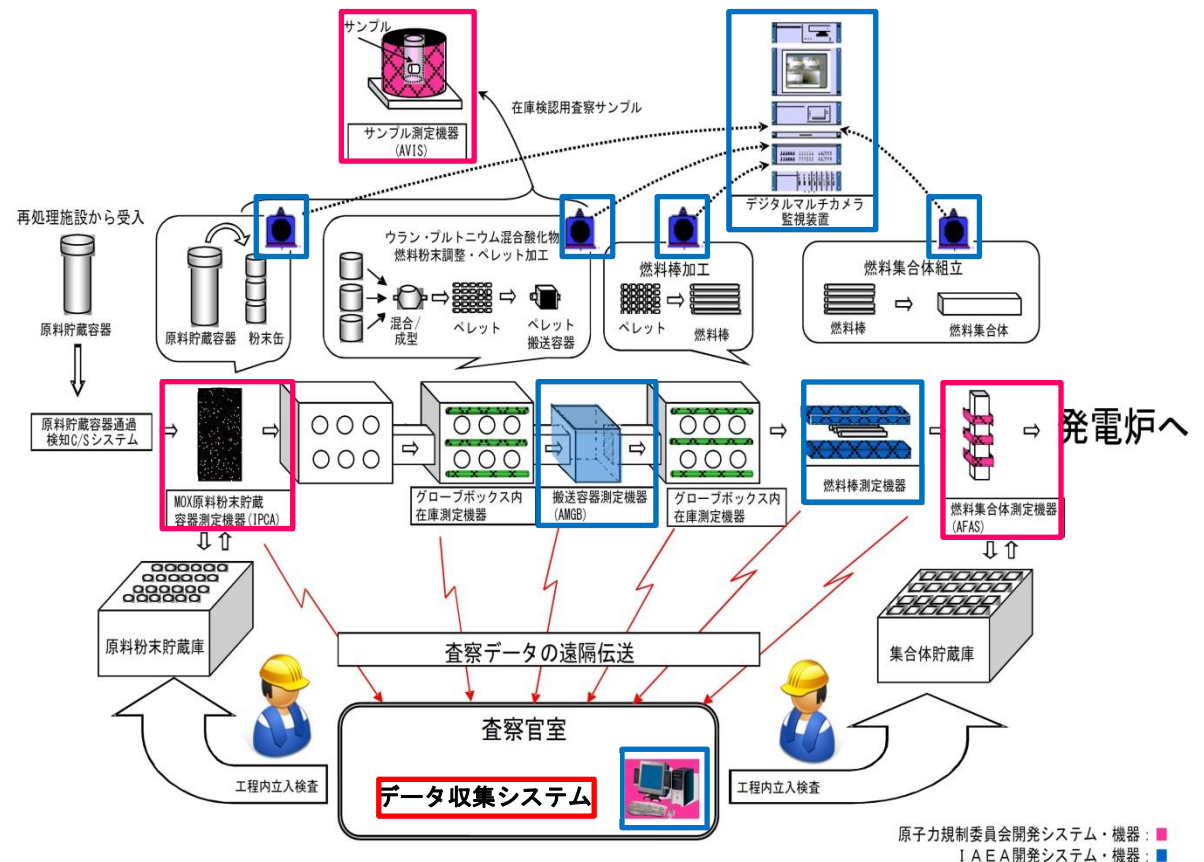 サンプル
サンプル測定機器
(AVIS)
在庫検認用査察サンプル
デジタルマルチカメラ
監視装置
再処理施設から受入
原料貯蔵容器
原料貯蔵容器
粉末缶
ウラン・プルトニウム混合酸化物
燃料粉末調整・ペレット加工
混合/
成型
ペレット
ペレット
搬送容器
燃料棒加工
ペレット
燃料棒
燃料集合体組立
燃料棒
燃料集合体
原料貯蔵容器通過
検知C/Sシステム
MOX原料粉末貯蔵
容器測定機器(IPCA)
グローブボックス内
在庫測定機器
搬送容器測定機器
(AMGB)
グローブボックス内
在庫測定機器
燃料棒測定機器
燃料集合体測定機器
(AFAS)
発電炉へ
原料粉末貯蔵庫
査察データの遠隔伝送
集合体貯蔵庫
査察官室
データ収集システム
工程内立入検査
工程内立入検査
原子力規制委員会開発システム・機器：■
IAEA開発システム・機器：■